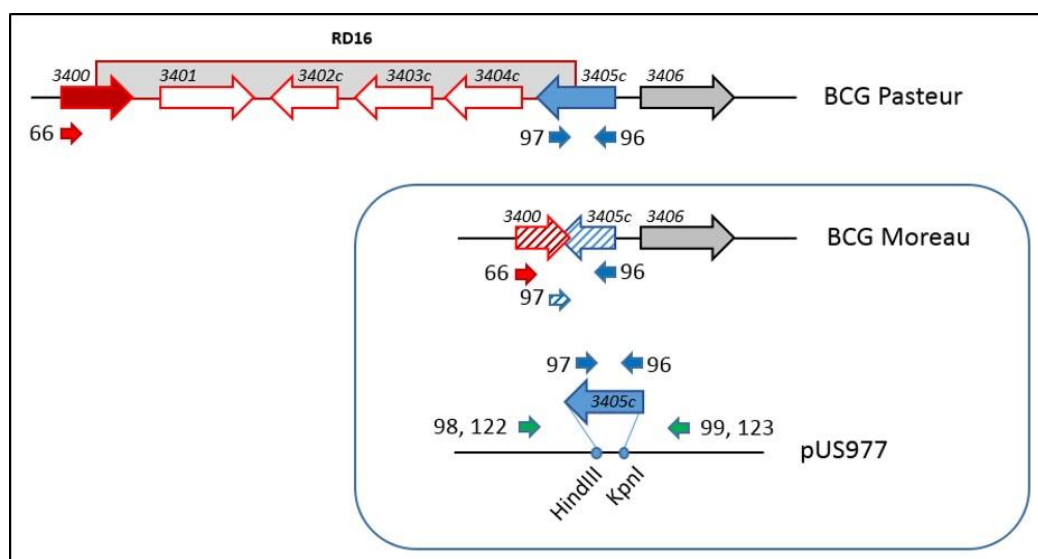 RD16
3400 3401 3402c 3403c 3404c 3405c 3406
BCG Pasteur
66 97 96
3400 3405c 3406
BCG Moreau
66 96
97
97 96
3405c
98, 122 99, 123
pUS977
HindIII KpnI